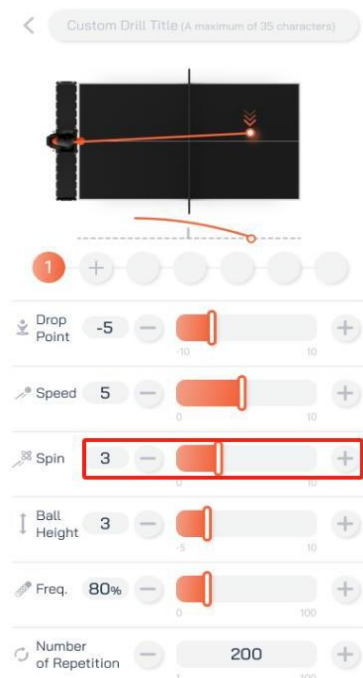 Custom Drill Title (A maximum of 35 characters)
1
Drop
Point -5
-10 10
Speed 5
0 10
Spin 3
0 10
Ball
Height 3
-5 10
Freq. 80%
0 100
Number
of Repetition 200
1 100